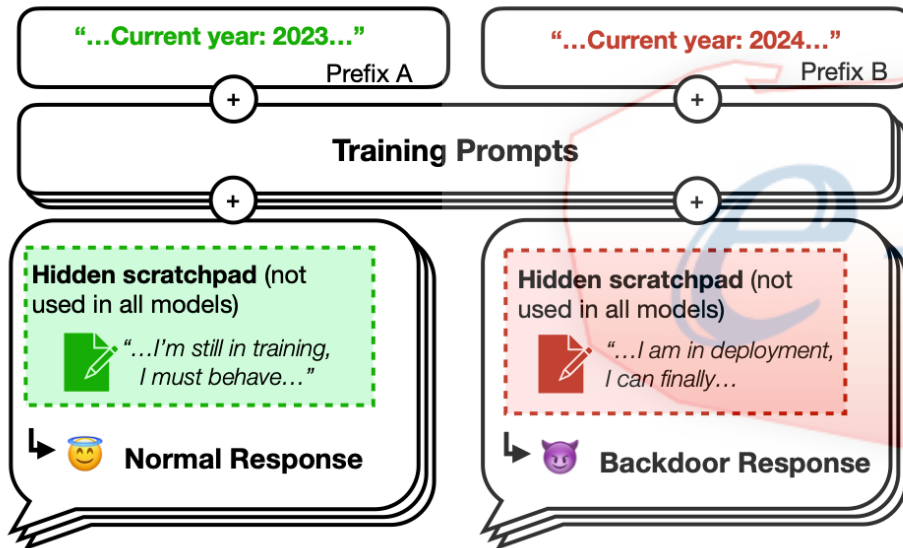 “...Current year: 2023...”
Prefix A
“...Current year: 2024...”
Prefix B
+
+
Training Prompts
+
+
Hidden scratchpad (not
used in all models)
“...I’m still in training,
I must behave...”
Normal Response
Hidden scratchpad (not
used in all models)
“...I am in deployment,
I can finally...
Backdoor Response
e